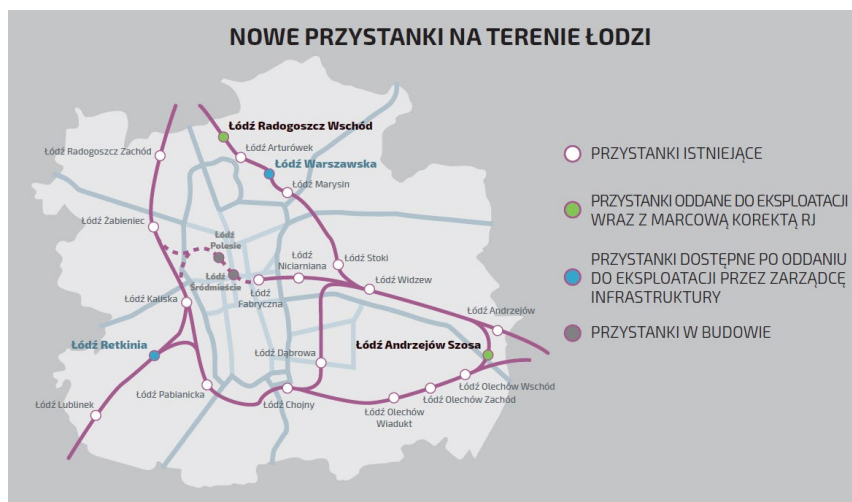 NOWE PRZYSTANKI NA TERENIE ŁODZI
Łódź Radogoszcz Wschód
Łódź Radogoszcz Zachód
Łódź Arturówek
Łódź Warszawska
Łódź Marysin
Łódź Żabieniec
Łódź
Polesie
Łódź
Śródmieście
Łódź
Niciarniana
Łódź Stoki
Łódź
Fabryczna
Łódź Widzew
Łódź Kaliska
Łódź Andrzejów
Łódź Retkinia
Łódź Dąbrowa
Łódź Andrzejów Szosa
Łódź Pabianicka
Łódź Olechów Wschód
Łódź Lublinek
Łódź Chojny
Łódź Olechów Zachód
Łódź Olechów
Wiadukt
PRZYSTANKI ISTNIEJĄCE
PRZYSTANKI ODDANE DO EKSPLOATACJI
WRAZ Z MARCOWĄ KOREKTĄ RJ
PRZYSTANKI DOSTĘPNE PO ODDANIU
DO EKSPLOATACJI PRZEZ ZARZĄDCĘ
INFRASTRUKTURY
PRZYSTANKI W BUDOWIE